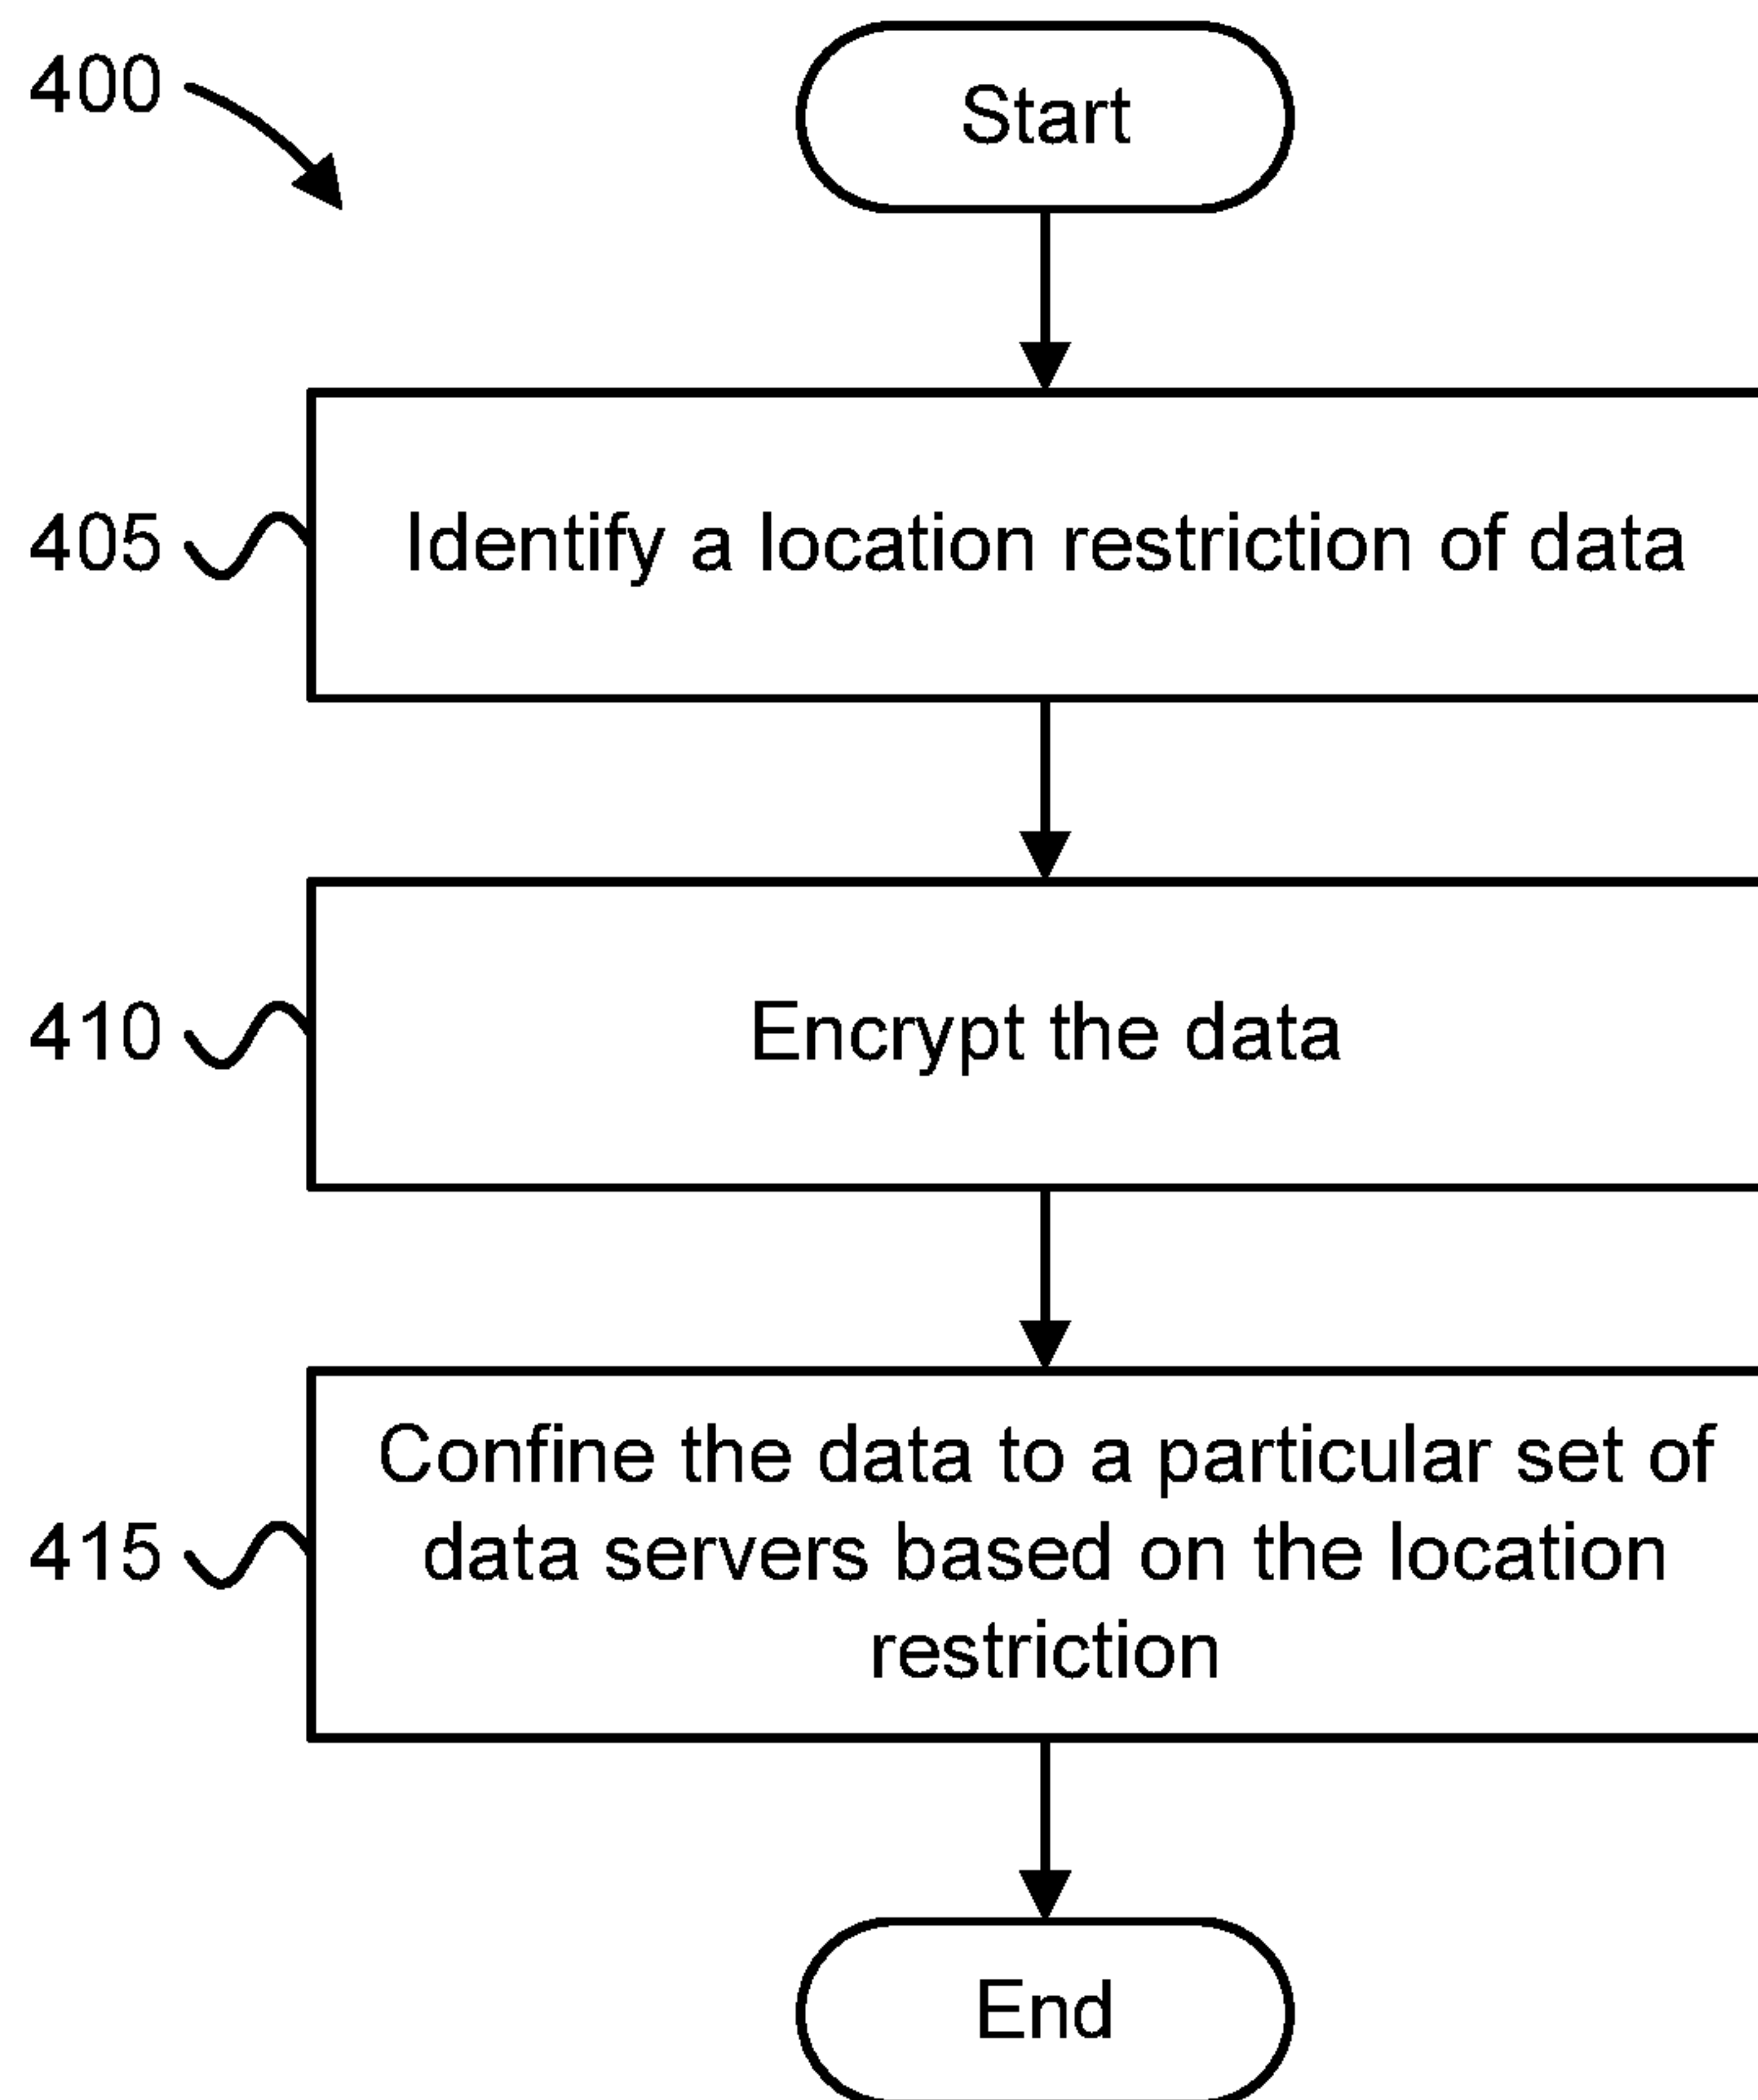 400
Start
405
Identify a location restriction of data
410
Encrypt the data
Confine the data to a particular set of
415
data servers based on the location
restriction
End